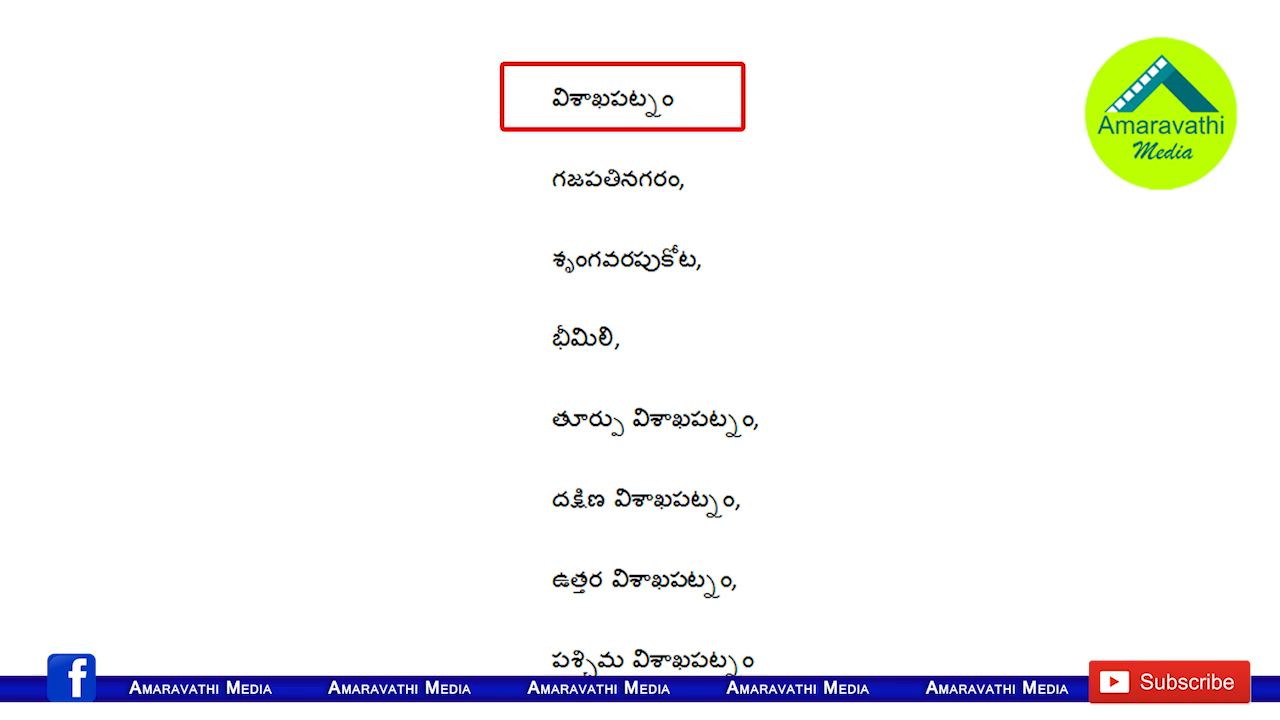 విశాఖపట్నం
Amaravathi
Media
గజపతినగరం,
శృంగవరపుకోట,
భీమిలి,
తూర్పు విశాఖపట్నం,
దక్షిణ విశాఖపట్నం,
ఉత్తర విశాఖపట్నం,
పశ్చిమ విశాఖపట్నం
f Amaravathi Media Amaravathi Media Amaravathi Media Amaravathi Media Amaravathi Media Subscribe